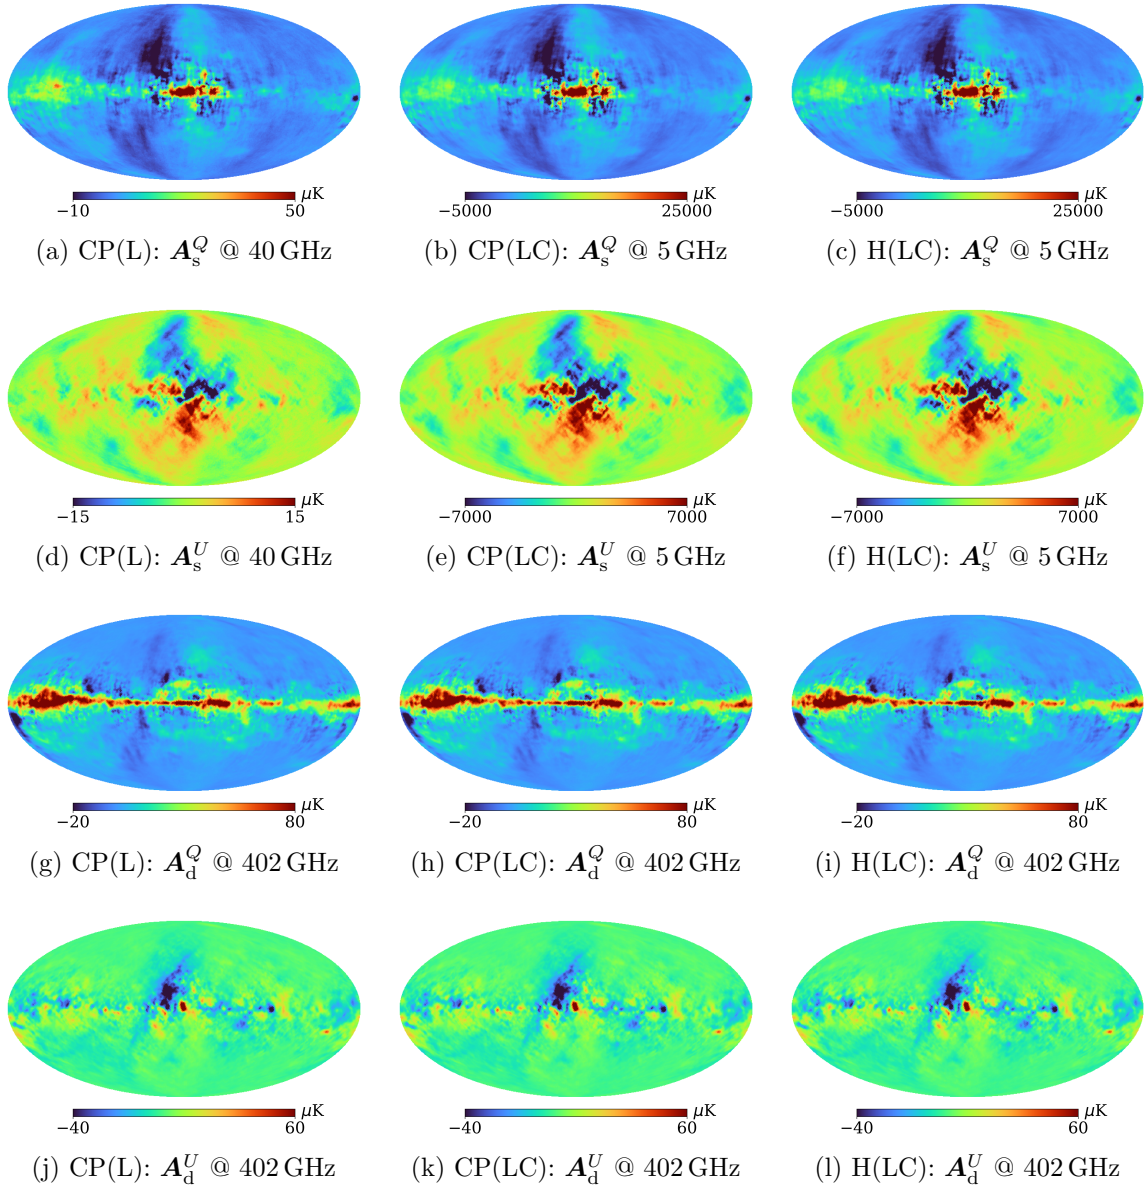 −10 50 μK −5000 25000 μK −5000 25000 μK
(a) CP(L): A_s^Q @ 40 GHz (b) CP(LC): A_s^Q @ 5 GHz (c) H(LC): A_s^Q @ 5 GHz
−15 15 μK −7000 7000 μK −7000 7000 μK
(d) CP(L): A_s^U @ 40 GHz (e) CP(LC): A_s^U @ 5 GHz (f) H(LC): A_s^U @ 5 GHz
−20 80 μK −20 80 μK −20 80 μK
(g) CP(L): A_d^Q @ 402 GHz (h) CP(LC): A_d^Q @ 402 GHz (i) H(LC): A_d^Q @ 402 GHz
−40 60 μK −40 60 μK −40 60 μK
(j) CP(L): A_d^U @ 402 GHz (k) CP(LC): A_d^U @ 402 GHz (l) H(LC): A_d^U @ 402 GHz